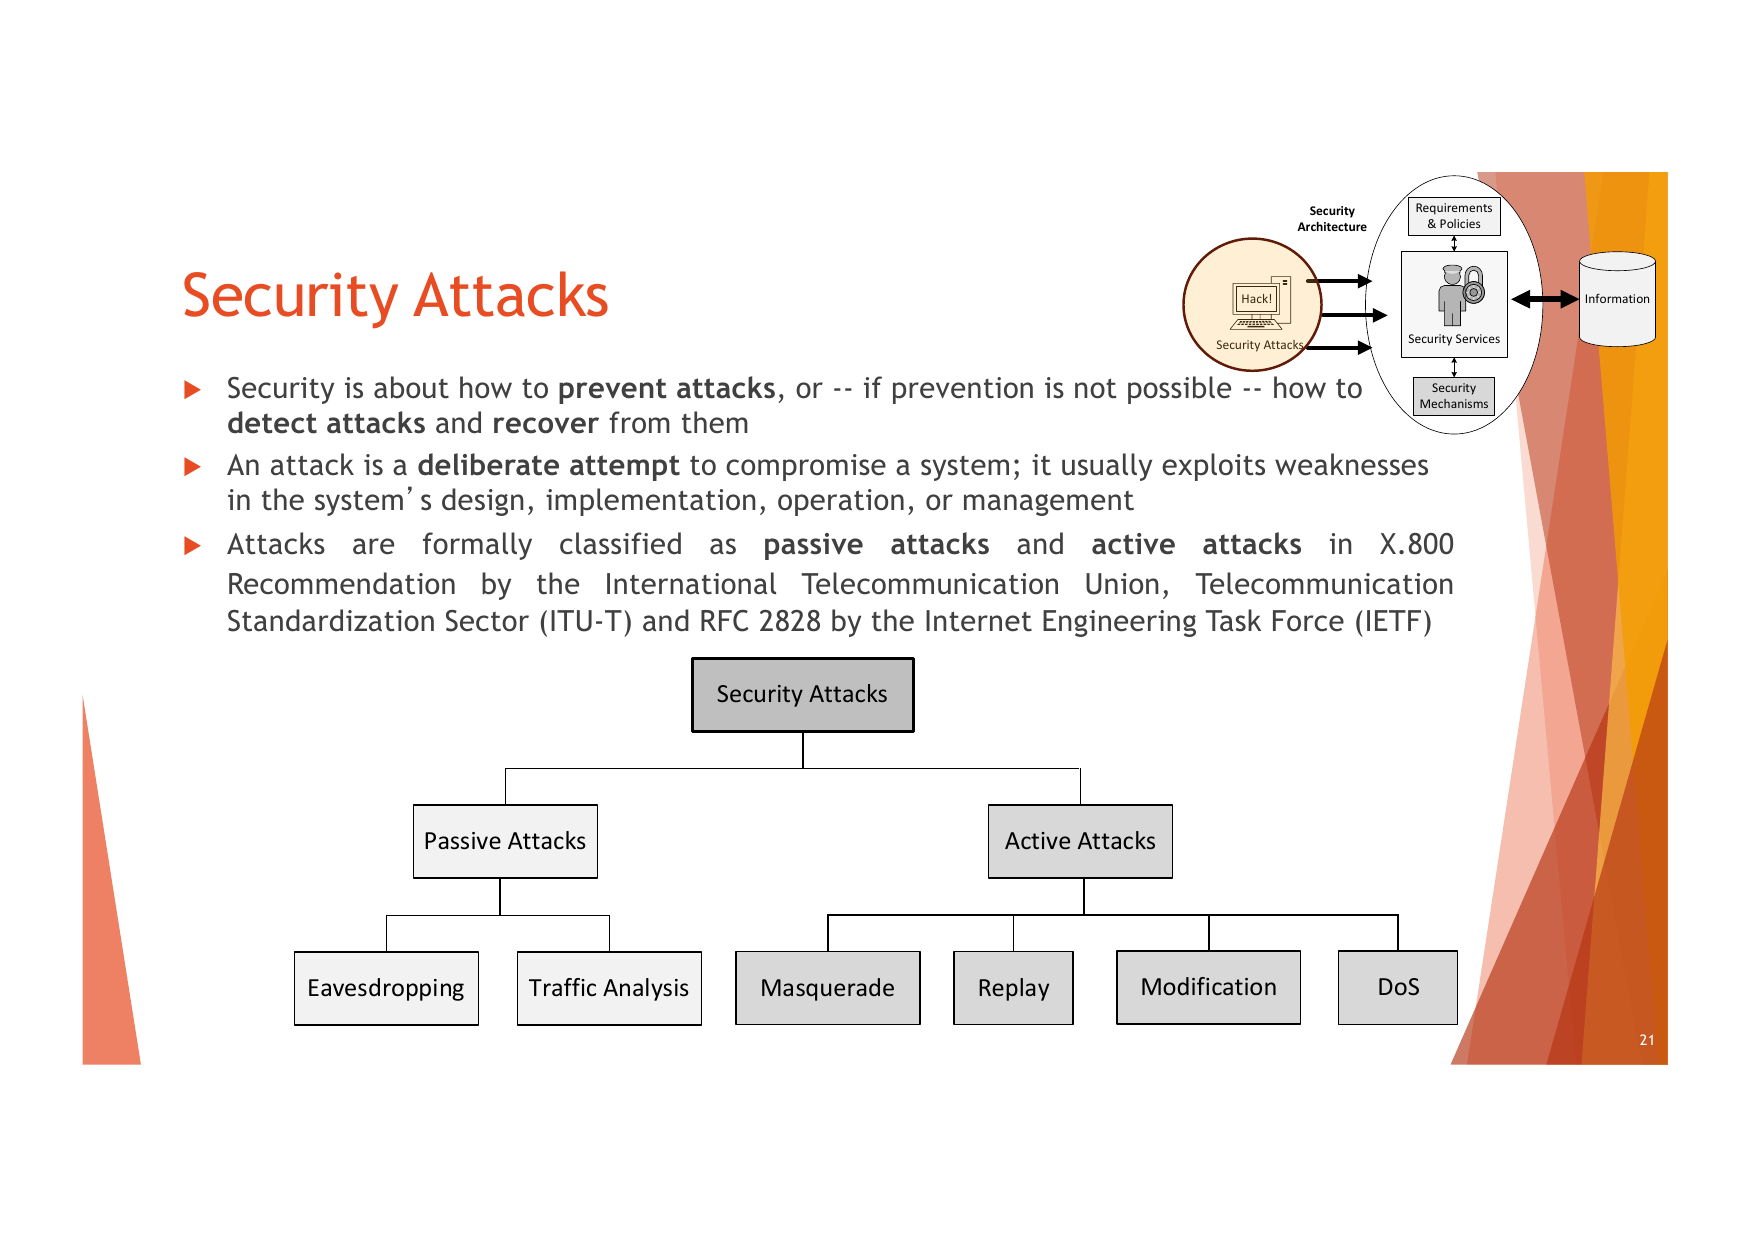 Security Attacks
Security
Architecture
Requirements
& Policies
Hack!
Security Attacks
Security Services
Information
Security
Mechanisms
Security is about how to prevent attacks, or -- if prevention is not possible -- how to
detect attacks and recover from them
An attack is a deliberate attempt to compromise a system; it usually exploits weaknesses
in the system’s design, implementation, operation, or management
Attacks are formally classified as passive attacks and active attacks in X.800
Recommendation by the International Telecommunication Union, Telecommunication
Standardization Sector (ITU-T) and RFC 2828 by the Internet Engineering Task Force (IETF)
Security Attacks
Passive Attacks
Active Attacks
Eavesdropping
Traffic Analysis
Masquerade
Replay
Modification
DoS
21